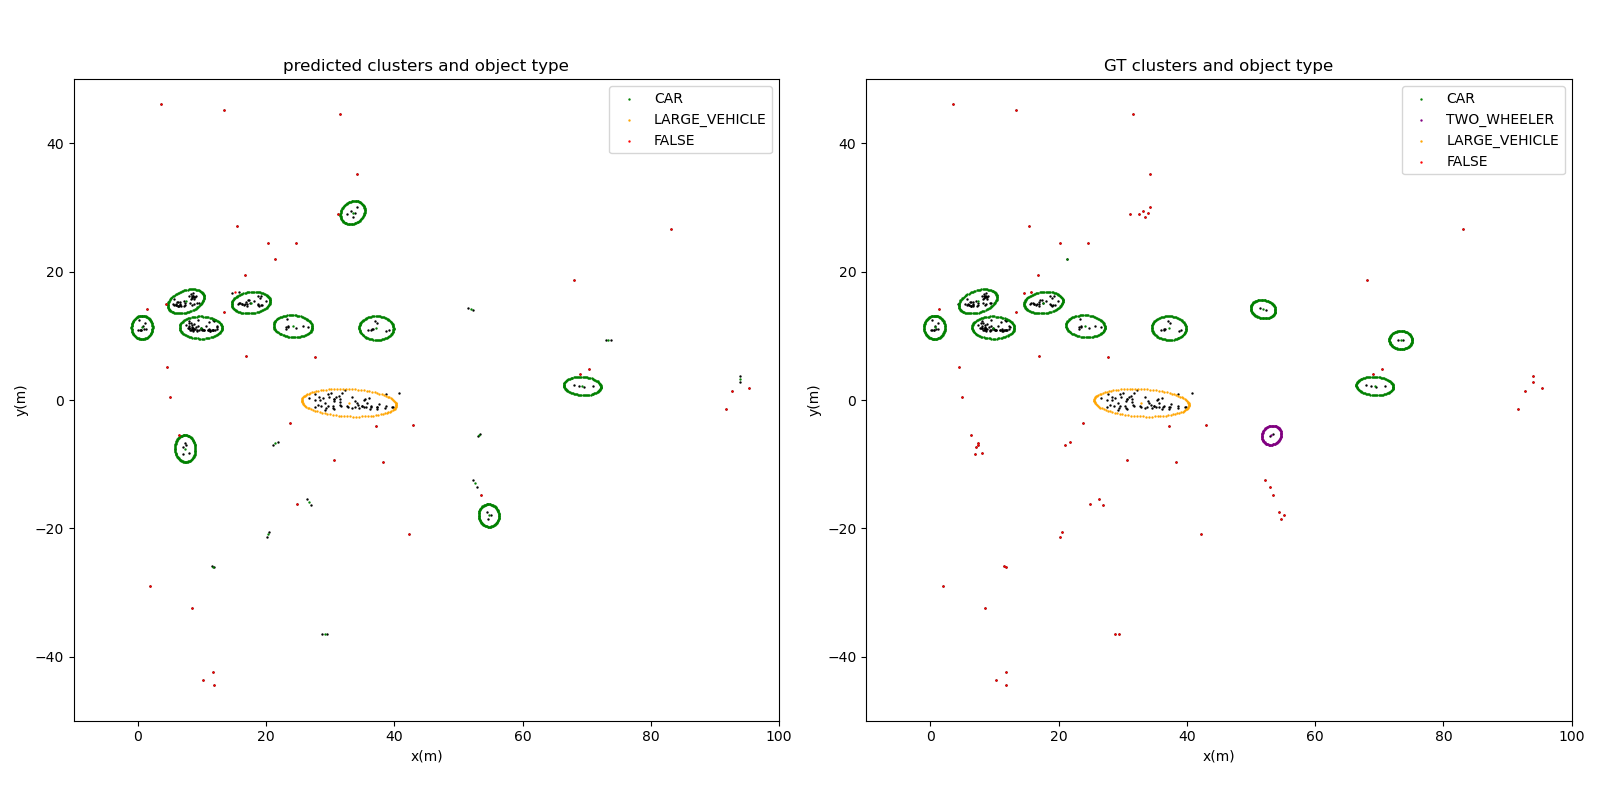 predicted clusters and object type
CAR
LARGE_VEHICLE
FALSE
40
20
0
−20
−40
y(m)
0
20
40
60
80
100
x(m)
GT clusters and object type
CAR
TWO_WHEELER
LARGE_VEHICLE
FALSE
40
20
0
−20
−40
y(m)
0
20
40
60
80
100
x(m)